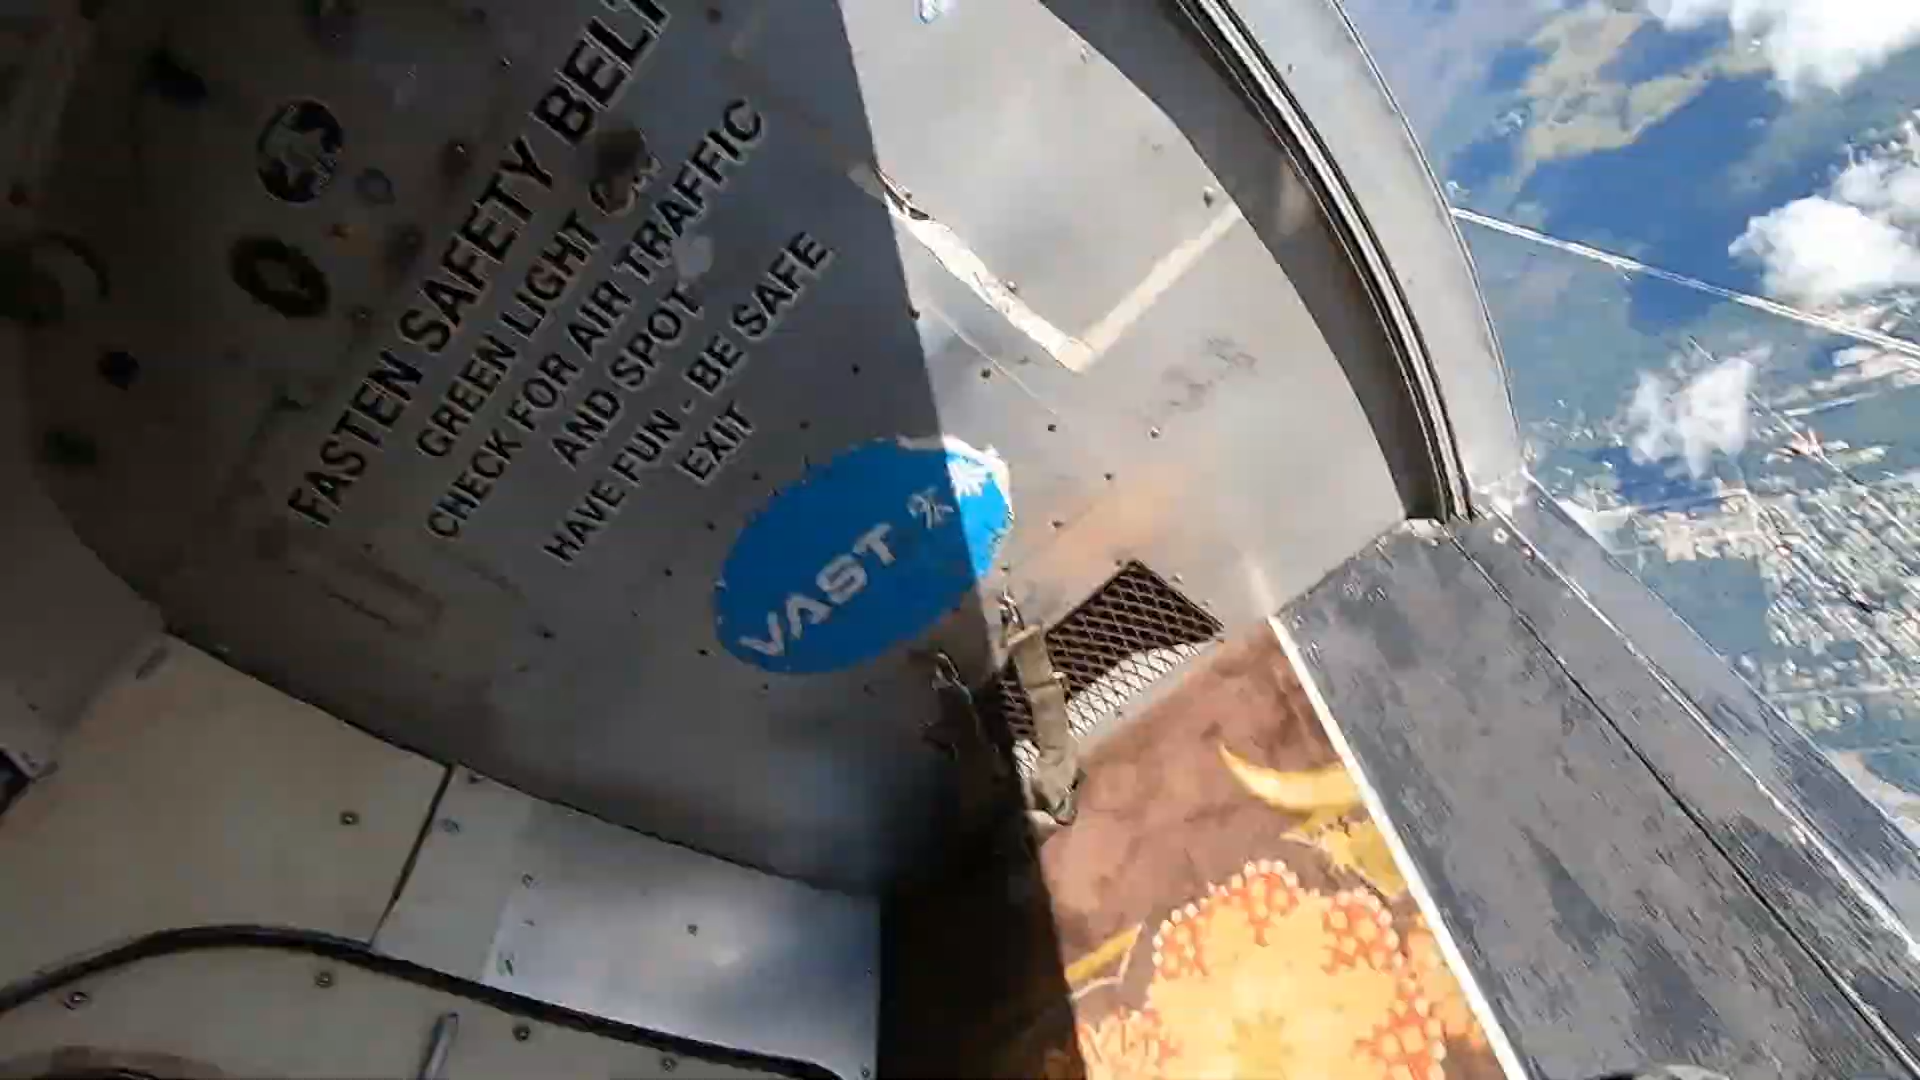 FASTEN SAFETY BELT
GREEN LIGHT
CHECK FOR AIR TRAFFIC
AND SPOT
HAVE FUN - BE SAFE
EXIT
VAST